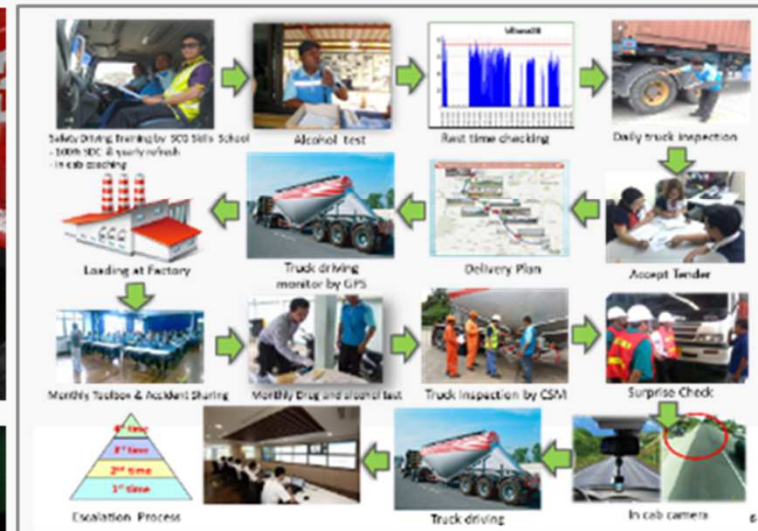 Safety Driving Training by SCG Skills School
- 100% SDC & yearly refresh
- In cab coaching
Alcohol test
Rest time checking
Daily truck inspection
Loading at Factory
Truck driving
monitor by GPS
Delivery Plan
Accept Tender
Monthly Toolbox & Accident Sharing
Monthly Drug and alcohol test
Truck Inspection by CSM
Surprise Check
4th time
3rd time
2nd time
1st time
Escalation Process
Truck driving
In cab camera